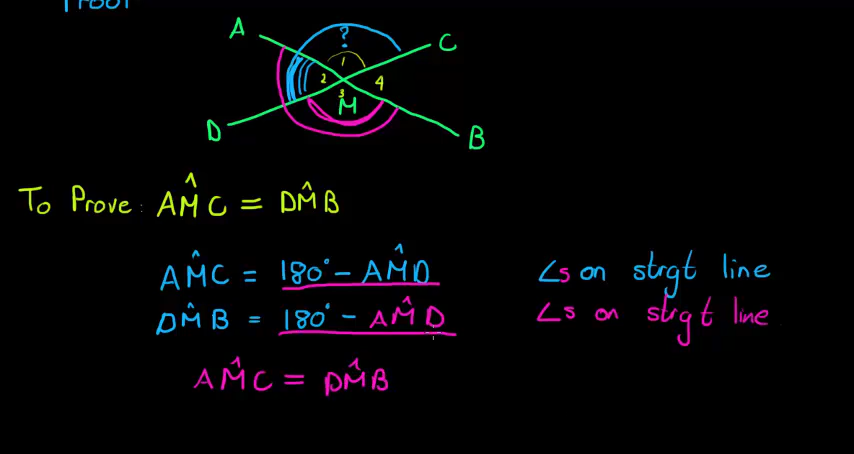 Proof
?
A
C
1
2
4
3
M
D
B
To Prove: AM̂C = DM̂B
AM̂C = 180° - AM̂D ∠s on strgt line
DM̂B = 180° - AM̂D ∠s on strgt line
AM̂C = DM̂B